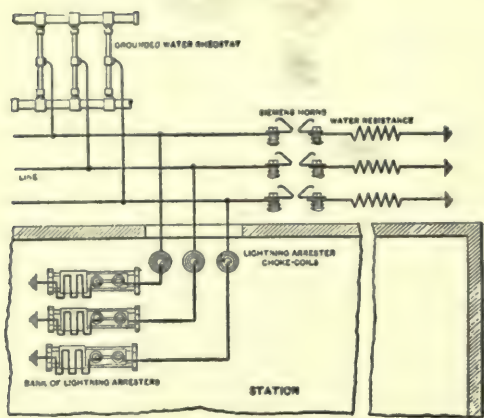 GROUNDED WATER RHEOSTAT
SIEMENS HORNS
WATER RESISTANCE
LINE
LIGHTNING ARRESTER
CHOKE-COILS
BANK OF LIGHTNING ARRESTERS
STATION